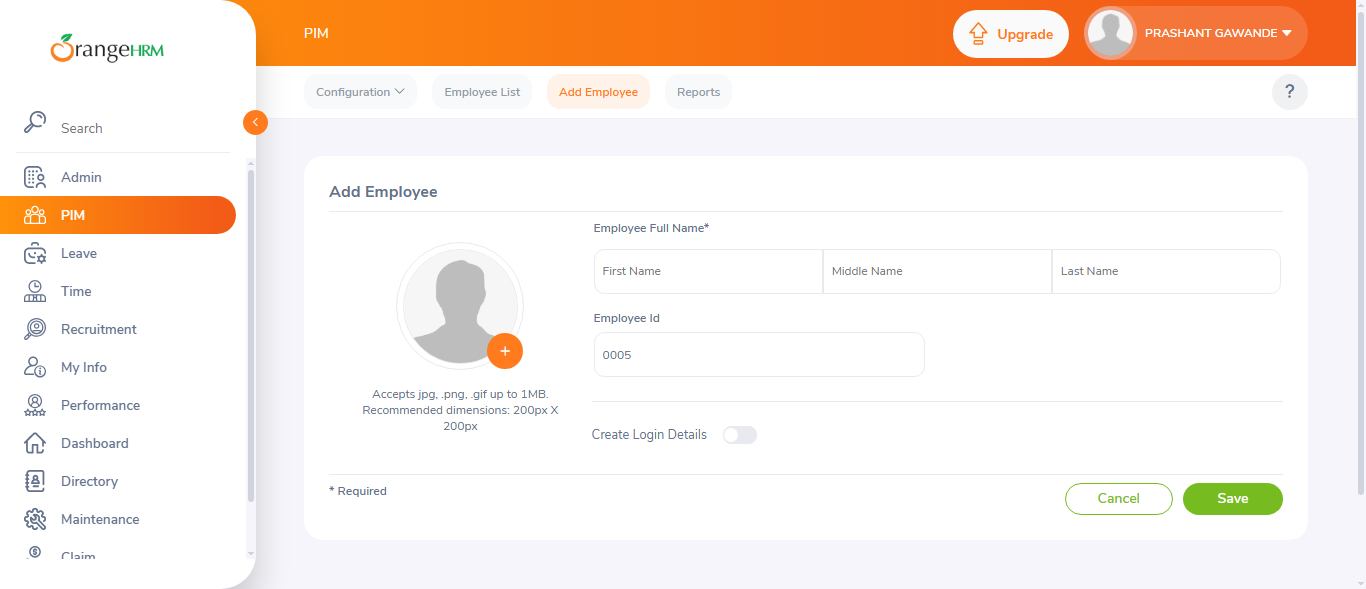 OrangeHRM
PIM
Upgrade
PRASHANT GAWANDE
Configuration
Employee List
Add Employee
Reports
?
Search
Admin
PIM
Leave
Time
Recruitment
My Info
Performance
Dashboard
Directory
Maintenance
Claim
Add Employee
Employee Full Name*
First Name
Middle Name
Last Name
Employee Id
0005
+
Accepts jpg, .png, .gif up to 1MB.
Recommended dimensions: 200px X
200px
Create Login Details
* Required
Cancel
Save